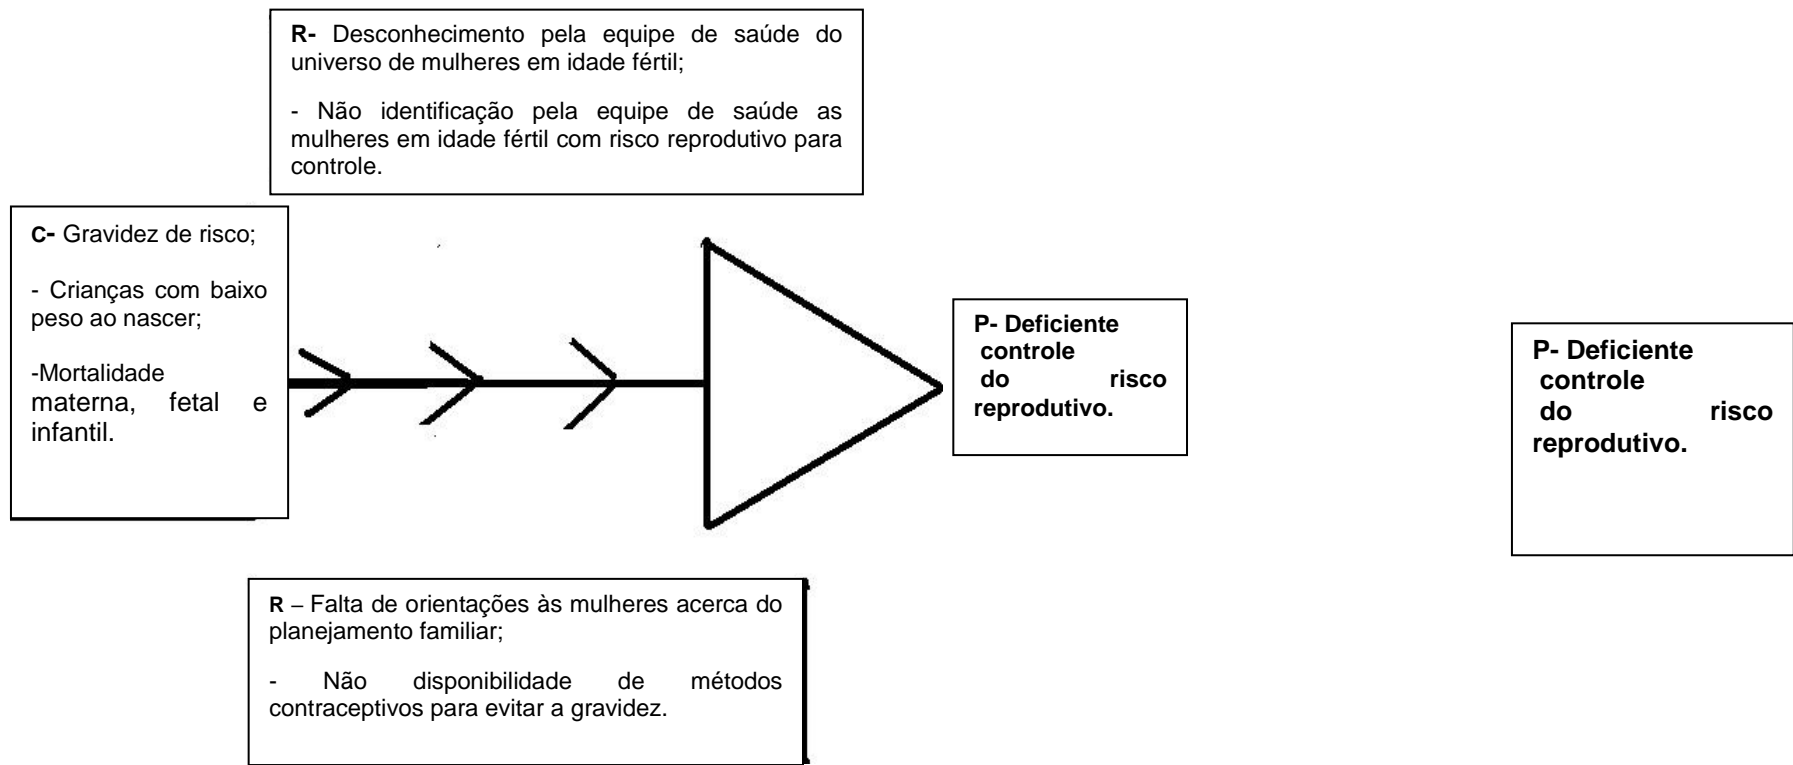 R- Desconhecimento pela equipe de saúde do
universo de mulheres em idade fértil;
- Não identificação pela equipe de saúde as
mulheres em idade fértil com risco reprodutivo para
controle.
C- Gravidez de risco;
- Crianças com baixo
peso ao nascer;
-Mortalidade
materna, fetal e
infantil.
P- Deficiente
controle
do risco
reprodutivo.
P- Deficiente
controle
do risco
reprodutivo.
R – Falta de orientações às mulheres acerca do
planejamento familiar;
- Não disponibilidade de métodos
contraceptivos para evitar a gravidez.